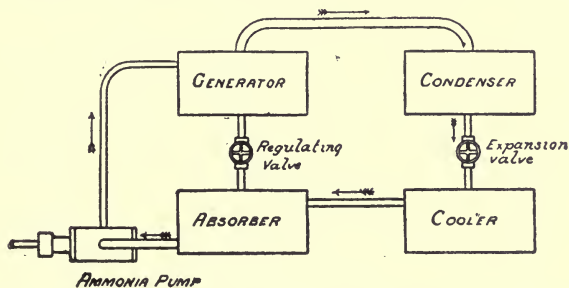 GENERATOR
CONDENSER
Regulating
Valve
Expansion
valve
ABSORBER
COOLER
AMMONIA PUMP